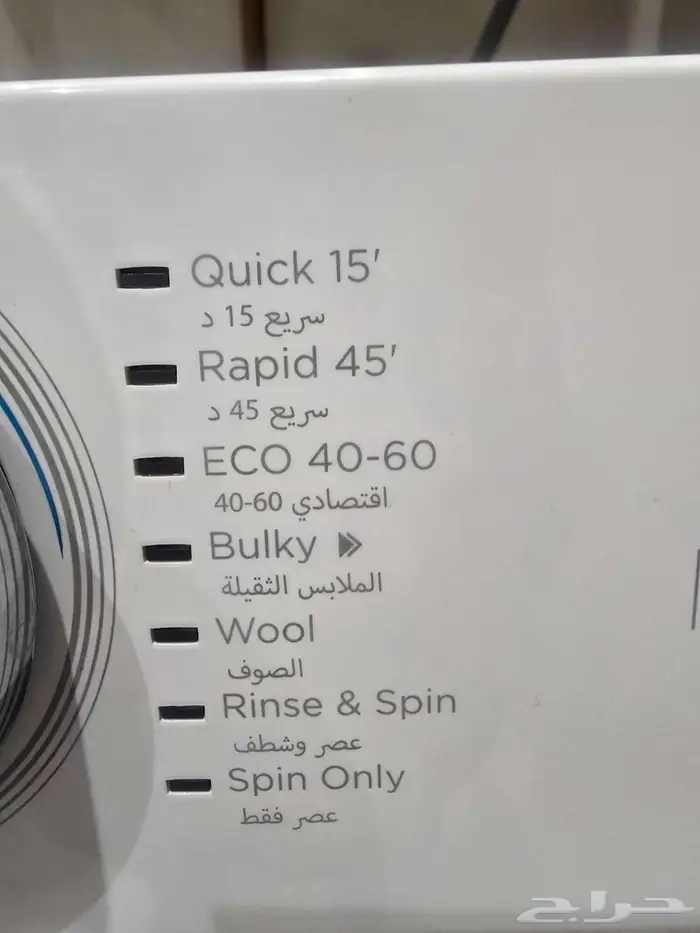 Quick 15'
سريع 15 د
Rapid 45'
سريع 45 د
ECO 40-60
اقتصادي 60-40
Bulky
الملابس الثقيلة
Wool
الصوف
Rinse & Spin
عصر وشطف
Spin Only
عصر فقط
حراج